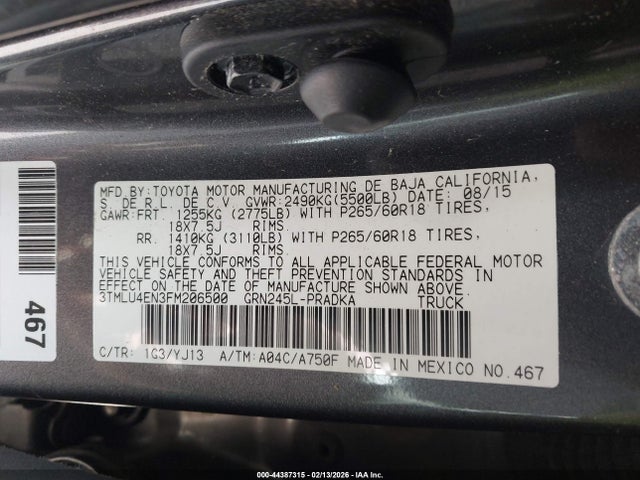 MFD.BY:TOYOTA MOTOR MANUFACTURING DE BAJA CALIFORNIA,
S. DE R.L. DE C.V. GVWR:2490KG(5500LB) DATE: 08/15
GAWR:FRT. 1255KG (2775LB) WITH P265/60R18 TIRES,
18X7.5J RIMS
RR. 1410KG (3110LB) WITH P265/60R18 TIRES,
18X7.5J RIMS.
THIS VEHICLE CONFORMS TO ALL APPLICABLE FEDERAL MOTOR
VEHICLE SAFETY AND THEFT PREVENTION STANDARDS IN
EFFECT ON THE DATE OF MANUFACTURE SHOWN ABOVE.
3TMLU4EN3FM206500 GRN245L-PRADKA TRUCK
C/TR: 1G3/YJ13 A/TM:A04C/A750F MADE IN MEXICO NO.467
467
000-44387315 - 02/13/2026 - IAA Inc.